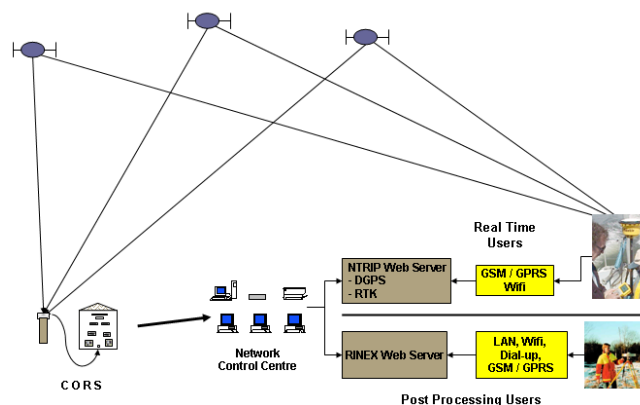 Real Time
Users
NTRIP Web Server
- DGPS
- RTK
GSM / GPRS
Wifi
Network
Control Centre
RINEX Web Server
LAN, Wifi,
Dial-up,
GSM / GPRS
CORS
Post Processing Users